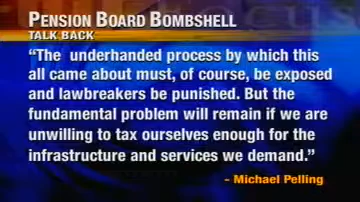 PENSION BOARD BOMBSHELL
TALK BACK
“The underhanded process by which this
all came about must, of course, be exposed
and lawbreakers be punished. But the
fundamental problem will remain if we are
unwilling to tax ourselves enough for the
infrastructure and services we demand.”
- Michael Pelling